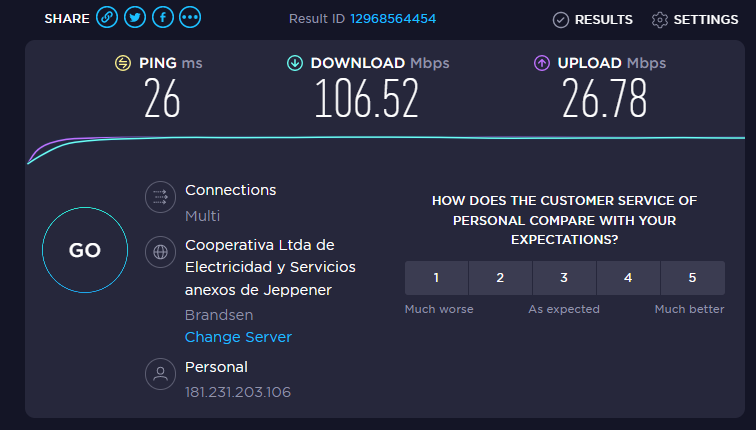 SHARE
Result ID 12968564454
RESULTS
SETTINGS
PING ms
DOWNLOAD Mbps
UPLOAD Mbps
26
106.52
26.78
GO
Connections
Multi
Cooperativa Ltda de
Electricidad y Servicios
anexos de Jeppener
Brandsen
Change Server
Personal
181.231.203.106
HOW DOES THE CUSTOMER SERVICE OF
PERSONAL COMPARE WITH YOUR
EXPECTATIONS?
1 2 3 4 5
Much worse As expected Much better